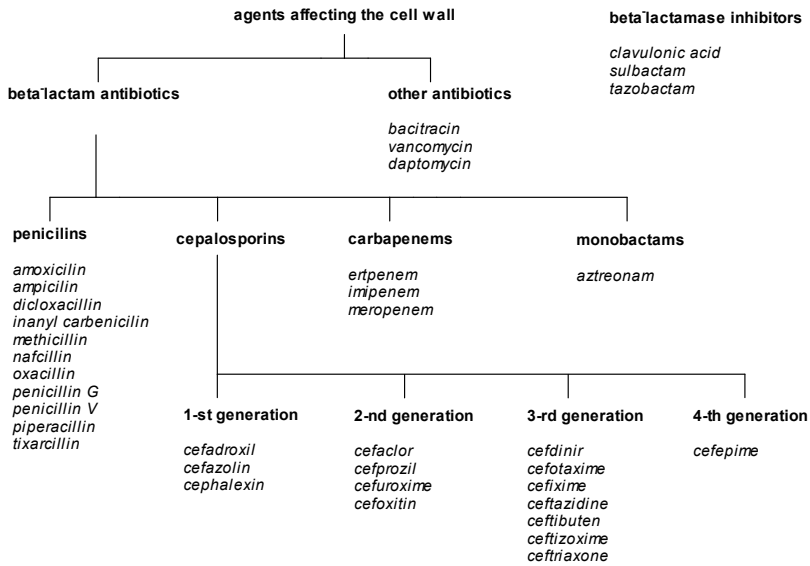 agents affecting the cell wall
beta-lactamase inhibitors
clavulonic acid
sulbactam
tazobactam
beta-lactam antibiotics
other antibiotics
bacitracin
vancomycin
daptomycin
penicilins
amoxicilin
ampicilin
dicloxacillin
inanyl carbenicilin
methicillin
nafcillin
oxacillin
penicillin G
penicillin V
piperacillin
tixarcillin
cepalosporins
carbapenems
ertpenem
imipenem
meropenem
monobactams
aztreonam
1-st generation
cefadroxil
cefazolin
cephalexin
2-nd generation
cefaclor
cefprozil
cefuroxime
cefoxitin
3-rd generation
cefdinir
cefotaxime
cefixime
ceftazidine
ceftibuten
ceftizoxime
ceftriaxone
4-th generation
cefepime